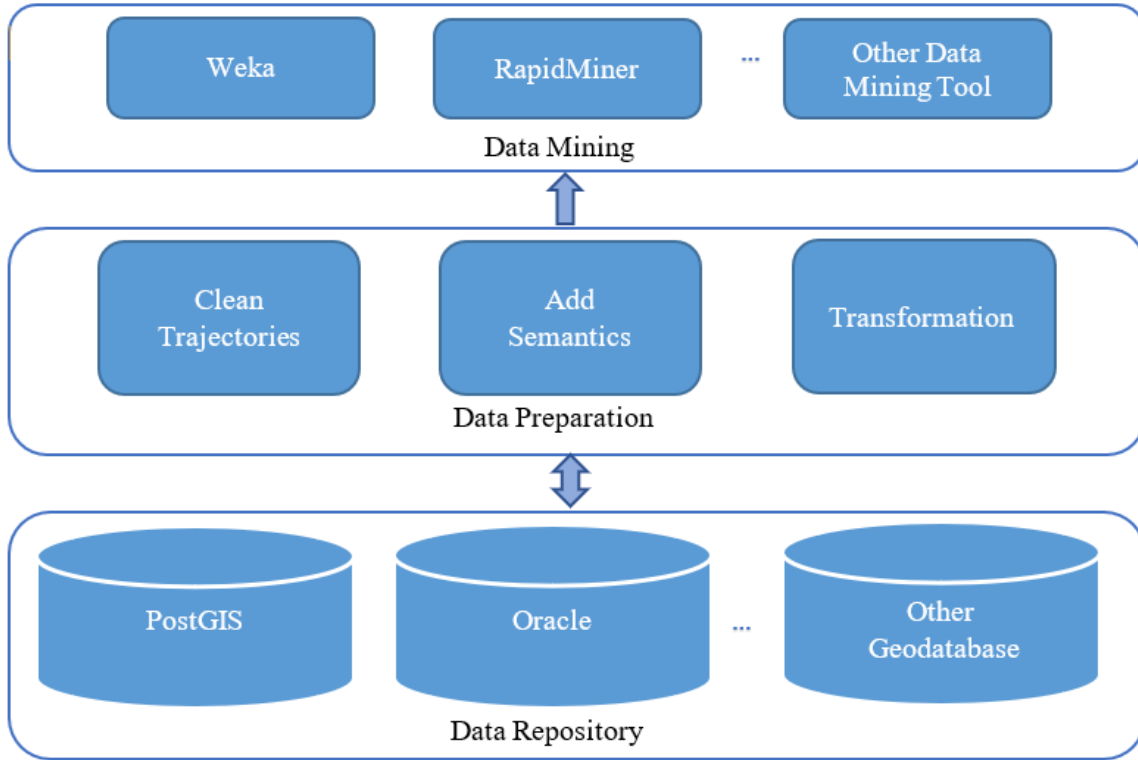 Weka
RapidMiner
...
Other Data
Mining Tool
Data Mining
Clean
Trajectories
Add
Semantics
Transformation
Data Preparation
PostGIS
Oracle
...
Other
Geodatabase
Data Repository